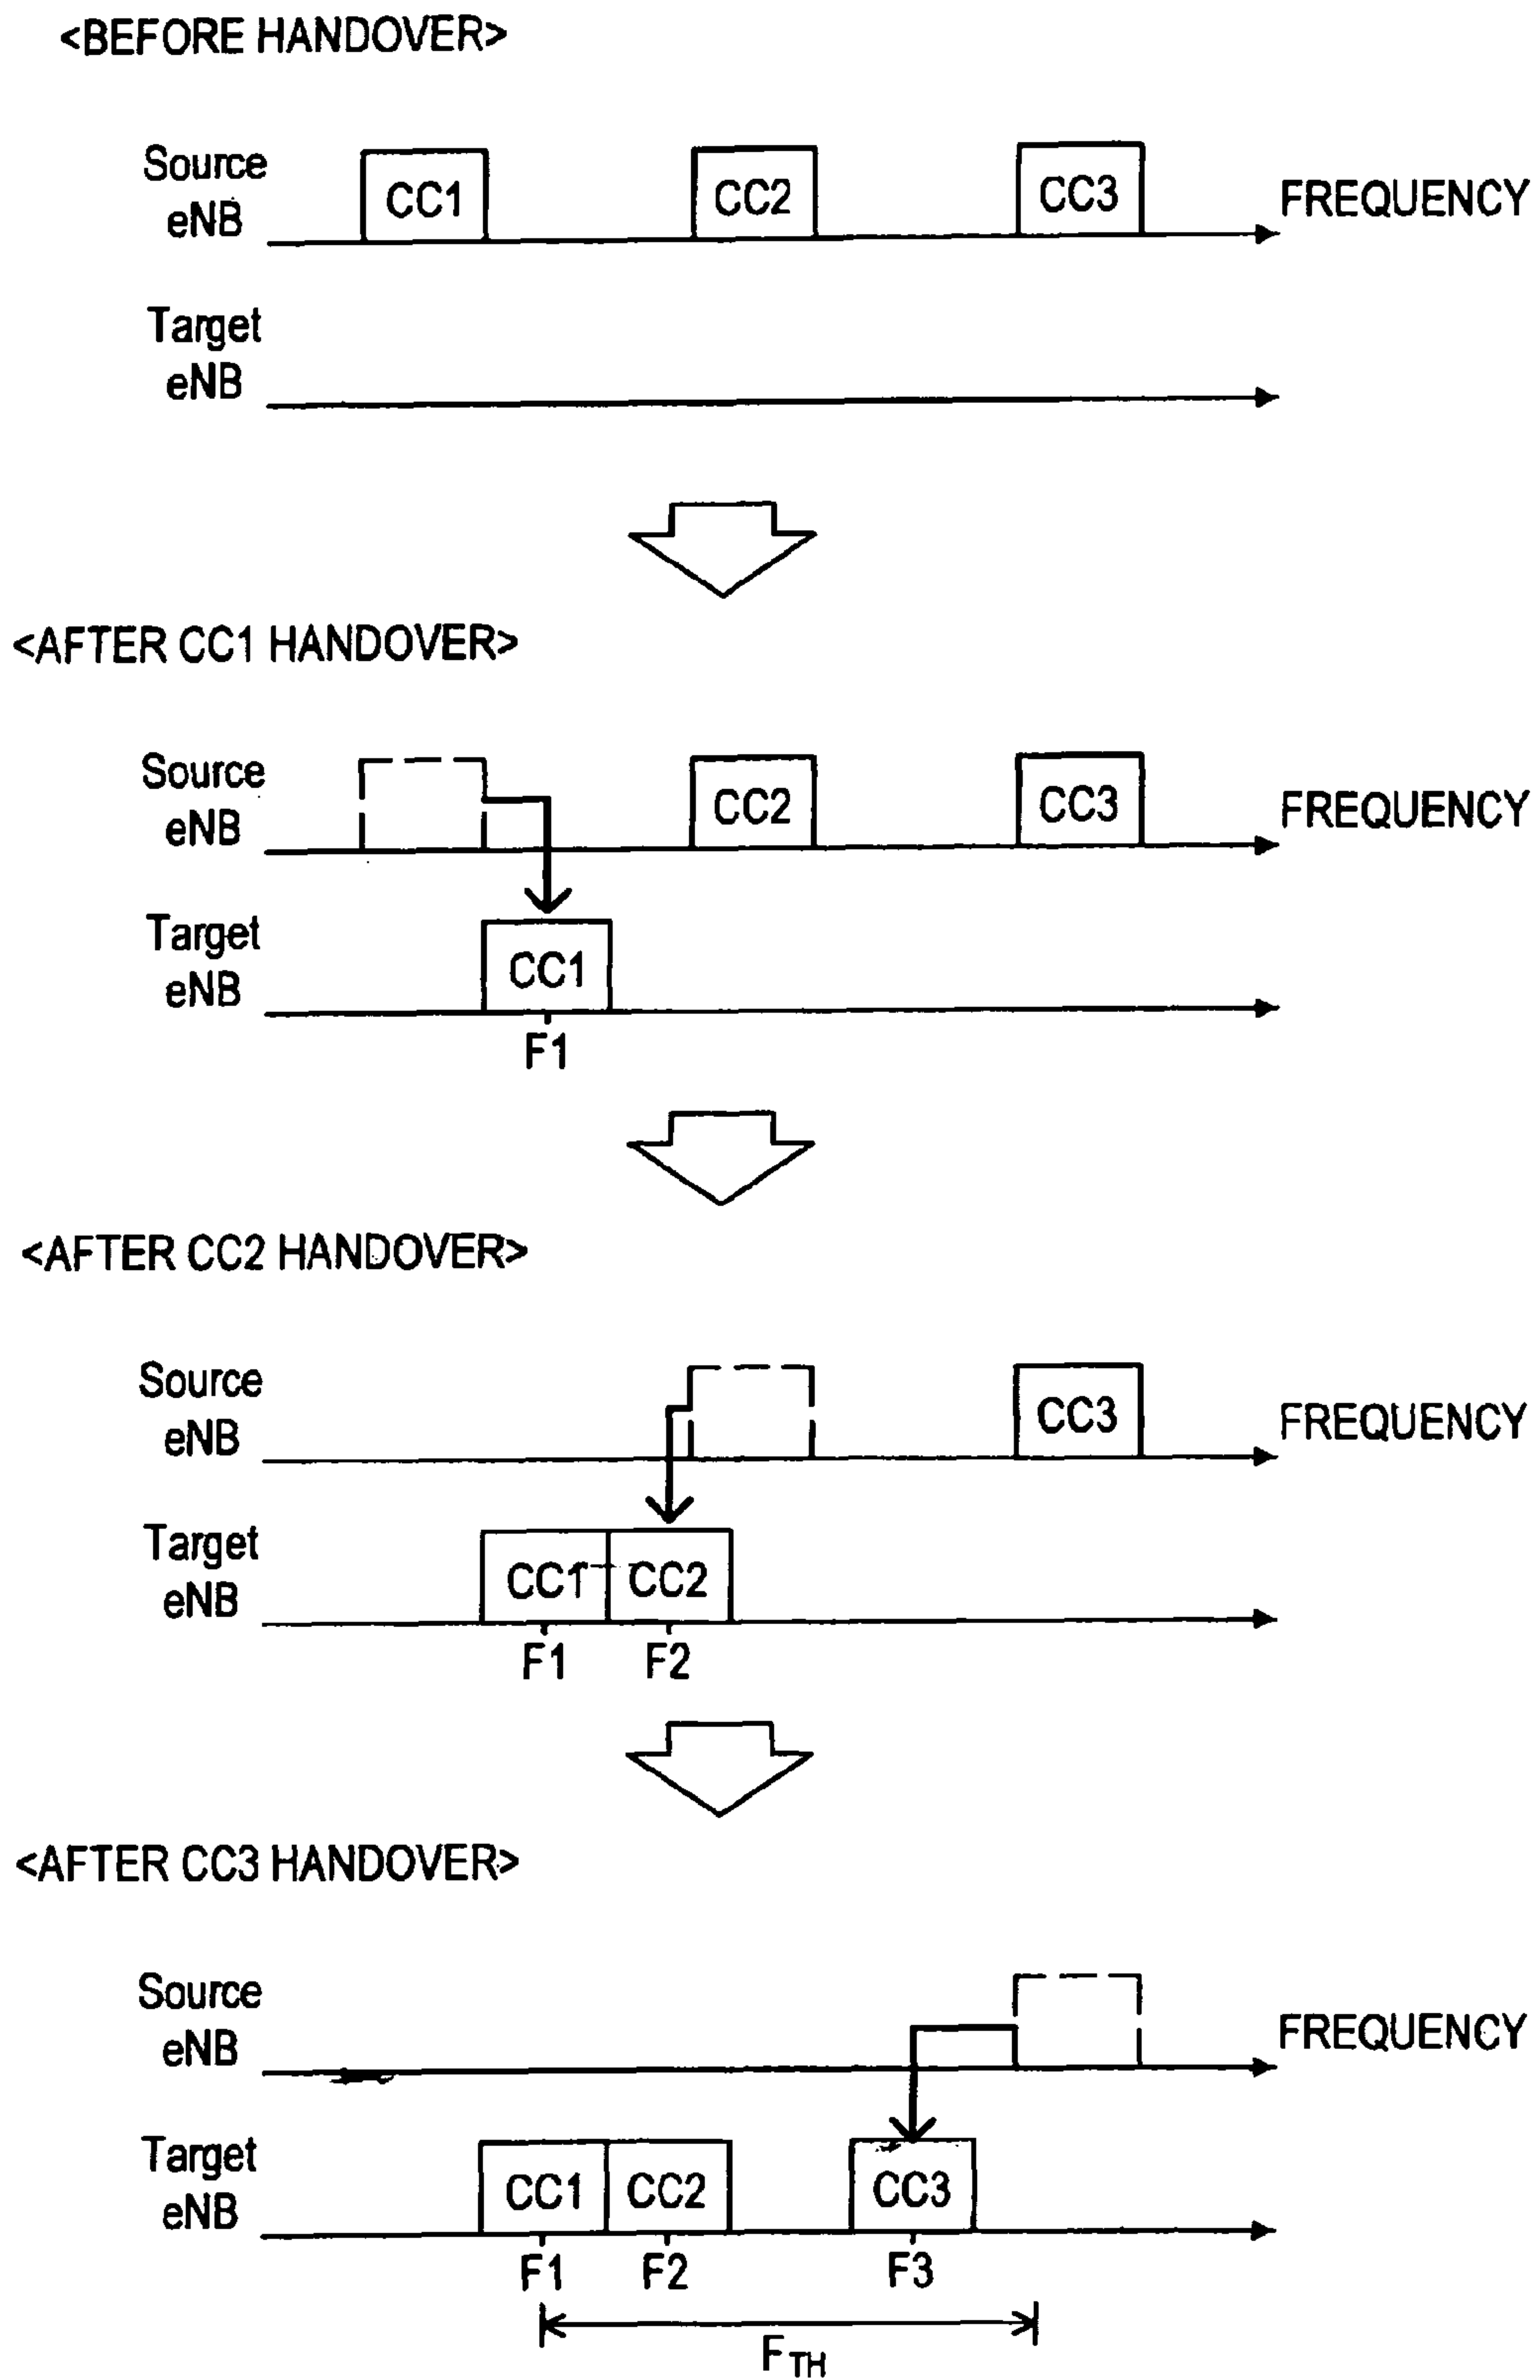 <BEFORE HANDOVER>
Source
eNB
CC1
CC2
CC3
FREQUENCY
Target
eNB
<AFTER CC1 HANDOVER>
Source
eNB
CC2
CC3
FREQUENCY
Target
eNB
CC1
F1
<AFTER CC2 HANDOVER>
Source
eNB
CC3
FREQUENCY
Target
eNB
CC1
CC2
F1
F2
<AFTER CC3 HANDOVER>
Source
eNB
FREQUENCY
Target
eNB
CC1
CC2
CC3
F1
F2
F3
FTH